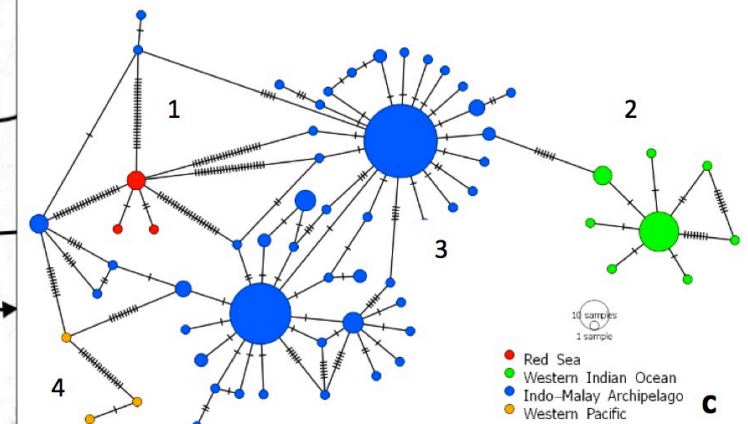 1
2
3
4
10 samples
1 sample
Red Sea
Western Indian Ocean
Indo-Malay Archipelago
Western Pacific
c